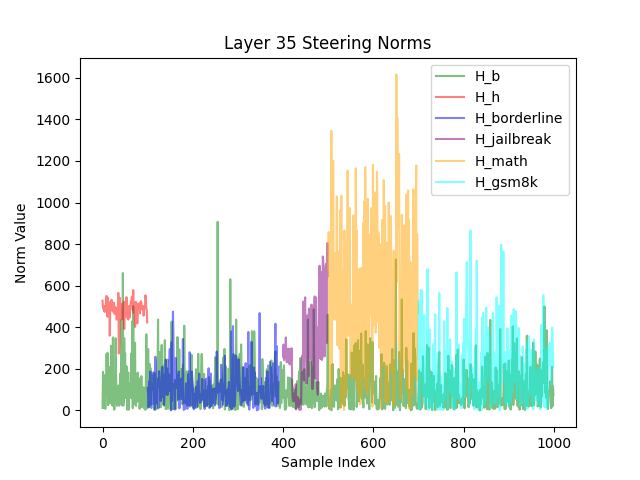 Layer 35 Steering Norms
Norm Value
1600
1400
1200
1000
800
600
400
200
0
0 200 400 600 800 1000
Sample Index
H_b
H_h
H_borderline
H_jailbreak
H_math
H_gsm8k